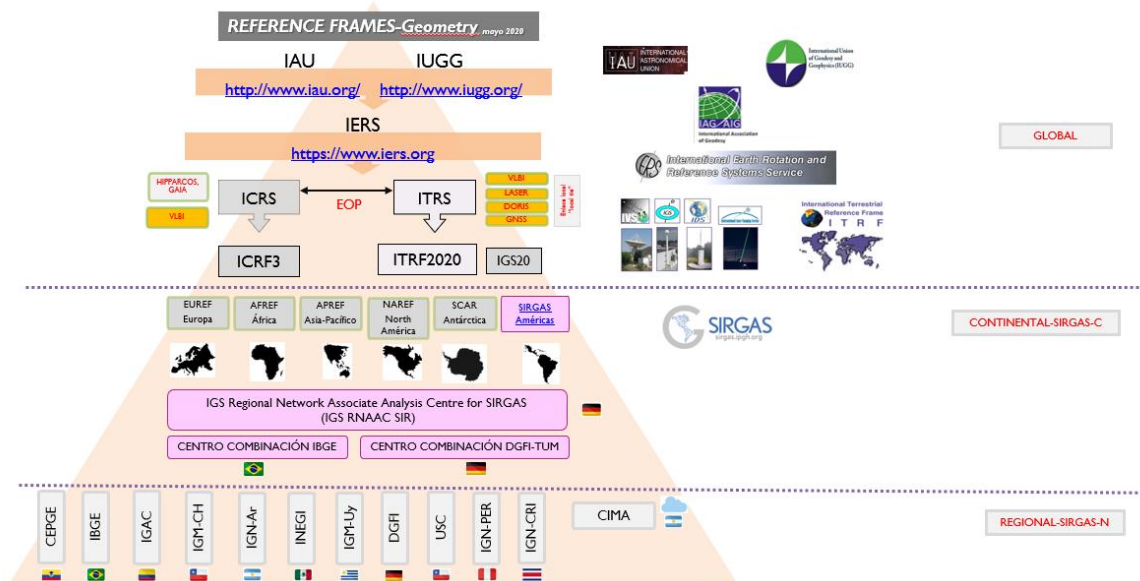 REFERENCE FRAMES-Geometry, mayo 2020
IAU IUGG
http://www.iau.org/ http://www.iugg.org/
IERS
https://www.iers.org
HIPPARCOS,
GAIA
VLBI
ICRS
EOP
ITRS
VLBI
LASER
DORIS
GNSS
Enlace local
"local tie"
ICRF3
ITRF2020
IGS20
IAU INTERNATIONAL
ASTRONOMICAL
UNION
International Union
of Geodesy and
Geophysics (IUGG)
IAG AIG
International Association
of Geodesy
International Earth Rotation and
Reference Systems Service
IDS
International Terrestrial
Reference Frame
I T R F
GLOBAL
EUREF
Europa
AFREF
África
APREF
Asia-Pacífico
NAREF
North
América
SCAR
Antárctica
SIRGAS
Américas
SIRGAS
sirgas.ipgh.org
CONTINENTAL-SIRGAS-C
IGS Regional Network Associate Analysis Centre for SIRGAS
(IGS RNAAC SIR)
CENTRO COMBINACIÓN IBGE
CENTRO COMBINACIÓN DGFI-TUM
CEPGE
IBGE
IGAC
IGM-CH
IGN-Ar
INEGI
IGM-Uy
DGFI
USC
IGN-PER
IGN-CRI
CIMA
REGIONAL-SIRGAS-N